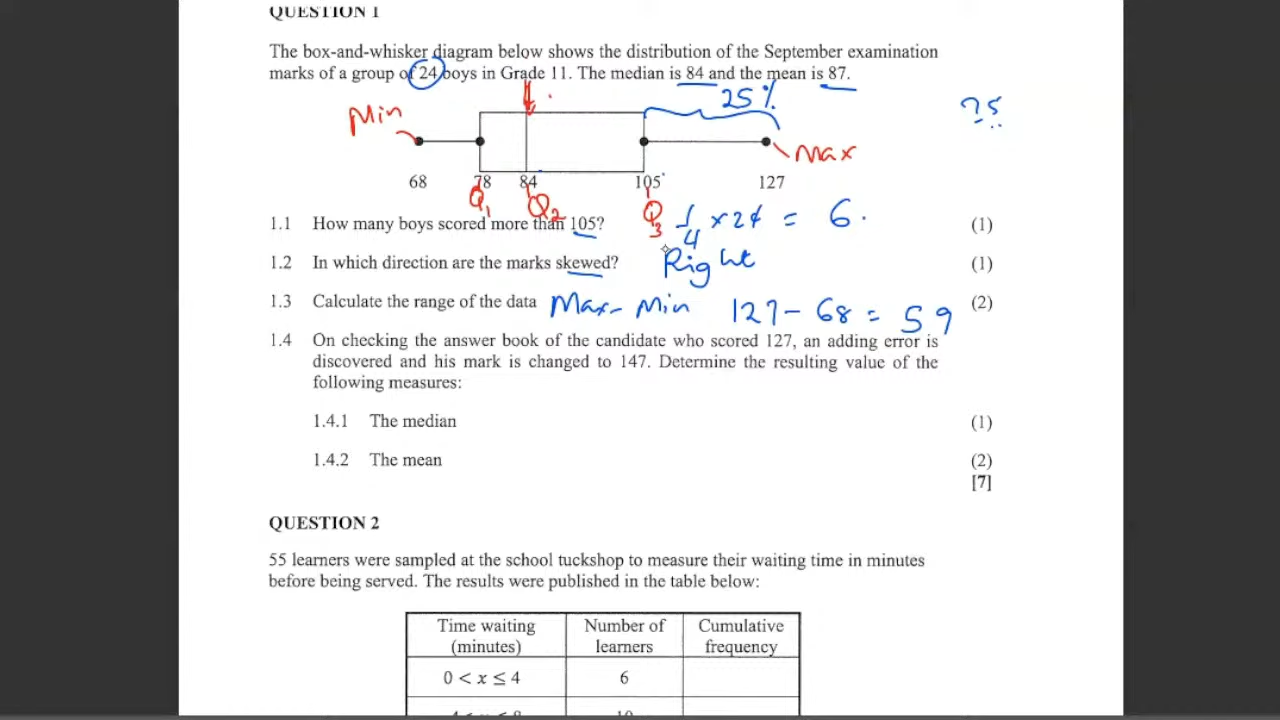 QUESTION 1
The box-and-whisker diagram below shows the distribution of the September examination
marks of a group of 24 boys in Grade 11. The median is 84 and the mean is 87.
25%
Min
25
Max
68 78 84 105 127
Q1 Q2 Q3
1.1 How many boys scored more than 105? 1/4 × 24 = 6. (1)
1.2 In which direction are the marks skewed? Right (1)
1.3 Calculate the range of the data Max - Min 127 - 68 = 59 (2)
1.4 On checking the answer book of the candidate who scored 127, an adding error is
discovered and his mark is changed to 147. Determine the resulting value of the
following measures:
1.4.1 The median (1)
1.4.2 The mean (2)
[7]
QUESTION 2
55 learners were sampled at the school tuckshop to measure their waiting time in minutes
before being served. The results were published in the table below:
Time waiting Number of Cumulative
(minutes) learners frequency
0 < x ≤ 4 6